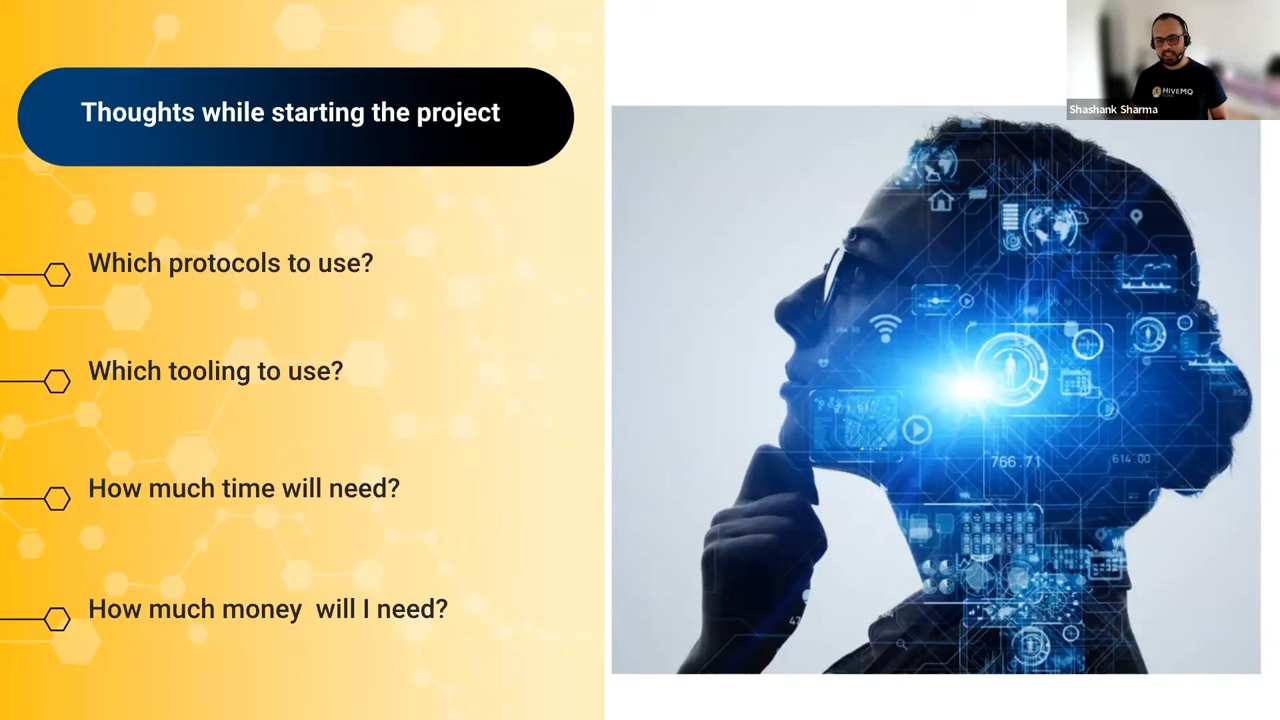 Thoughts while starting the project
Which protocols to use?
Which tooling to use?
How much time will need?
How much money  will I need?
HIVEMQ
Shashank Sharma
766.71
614.00
856